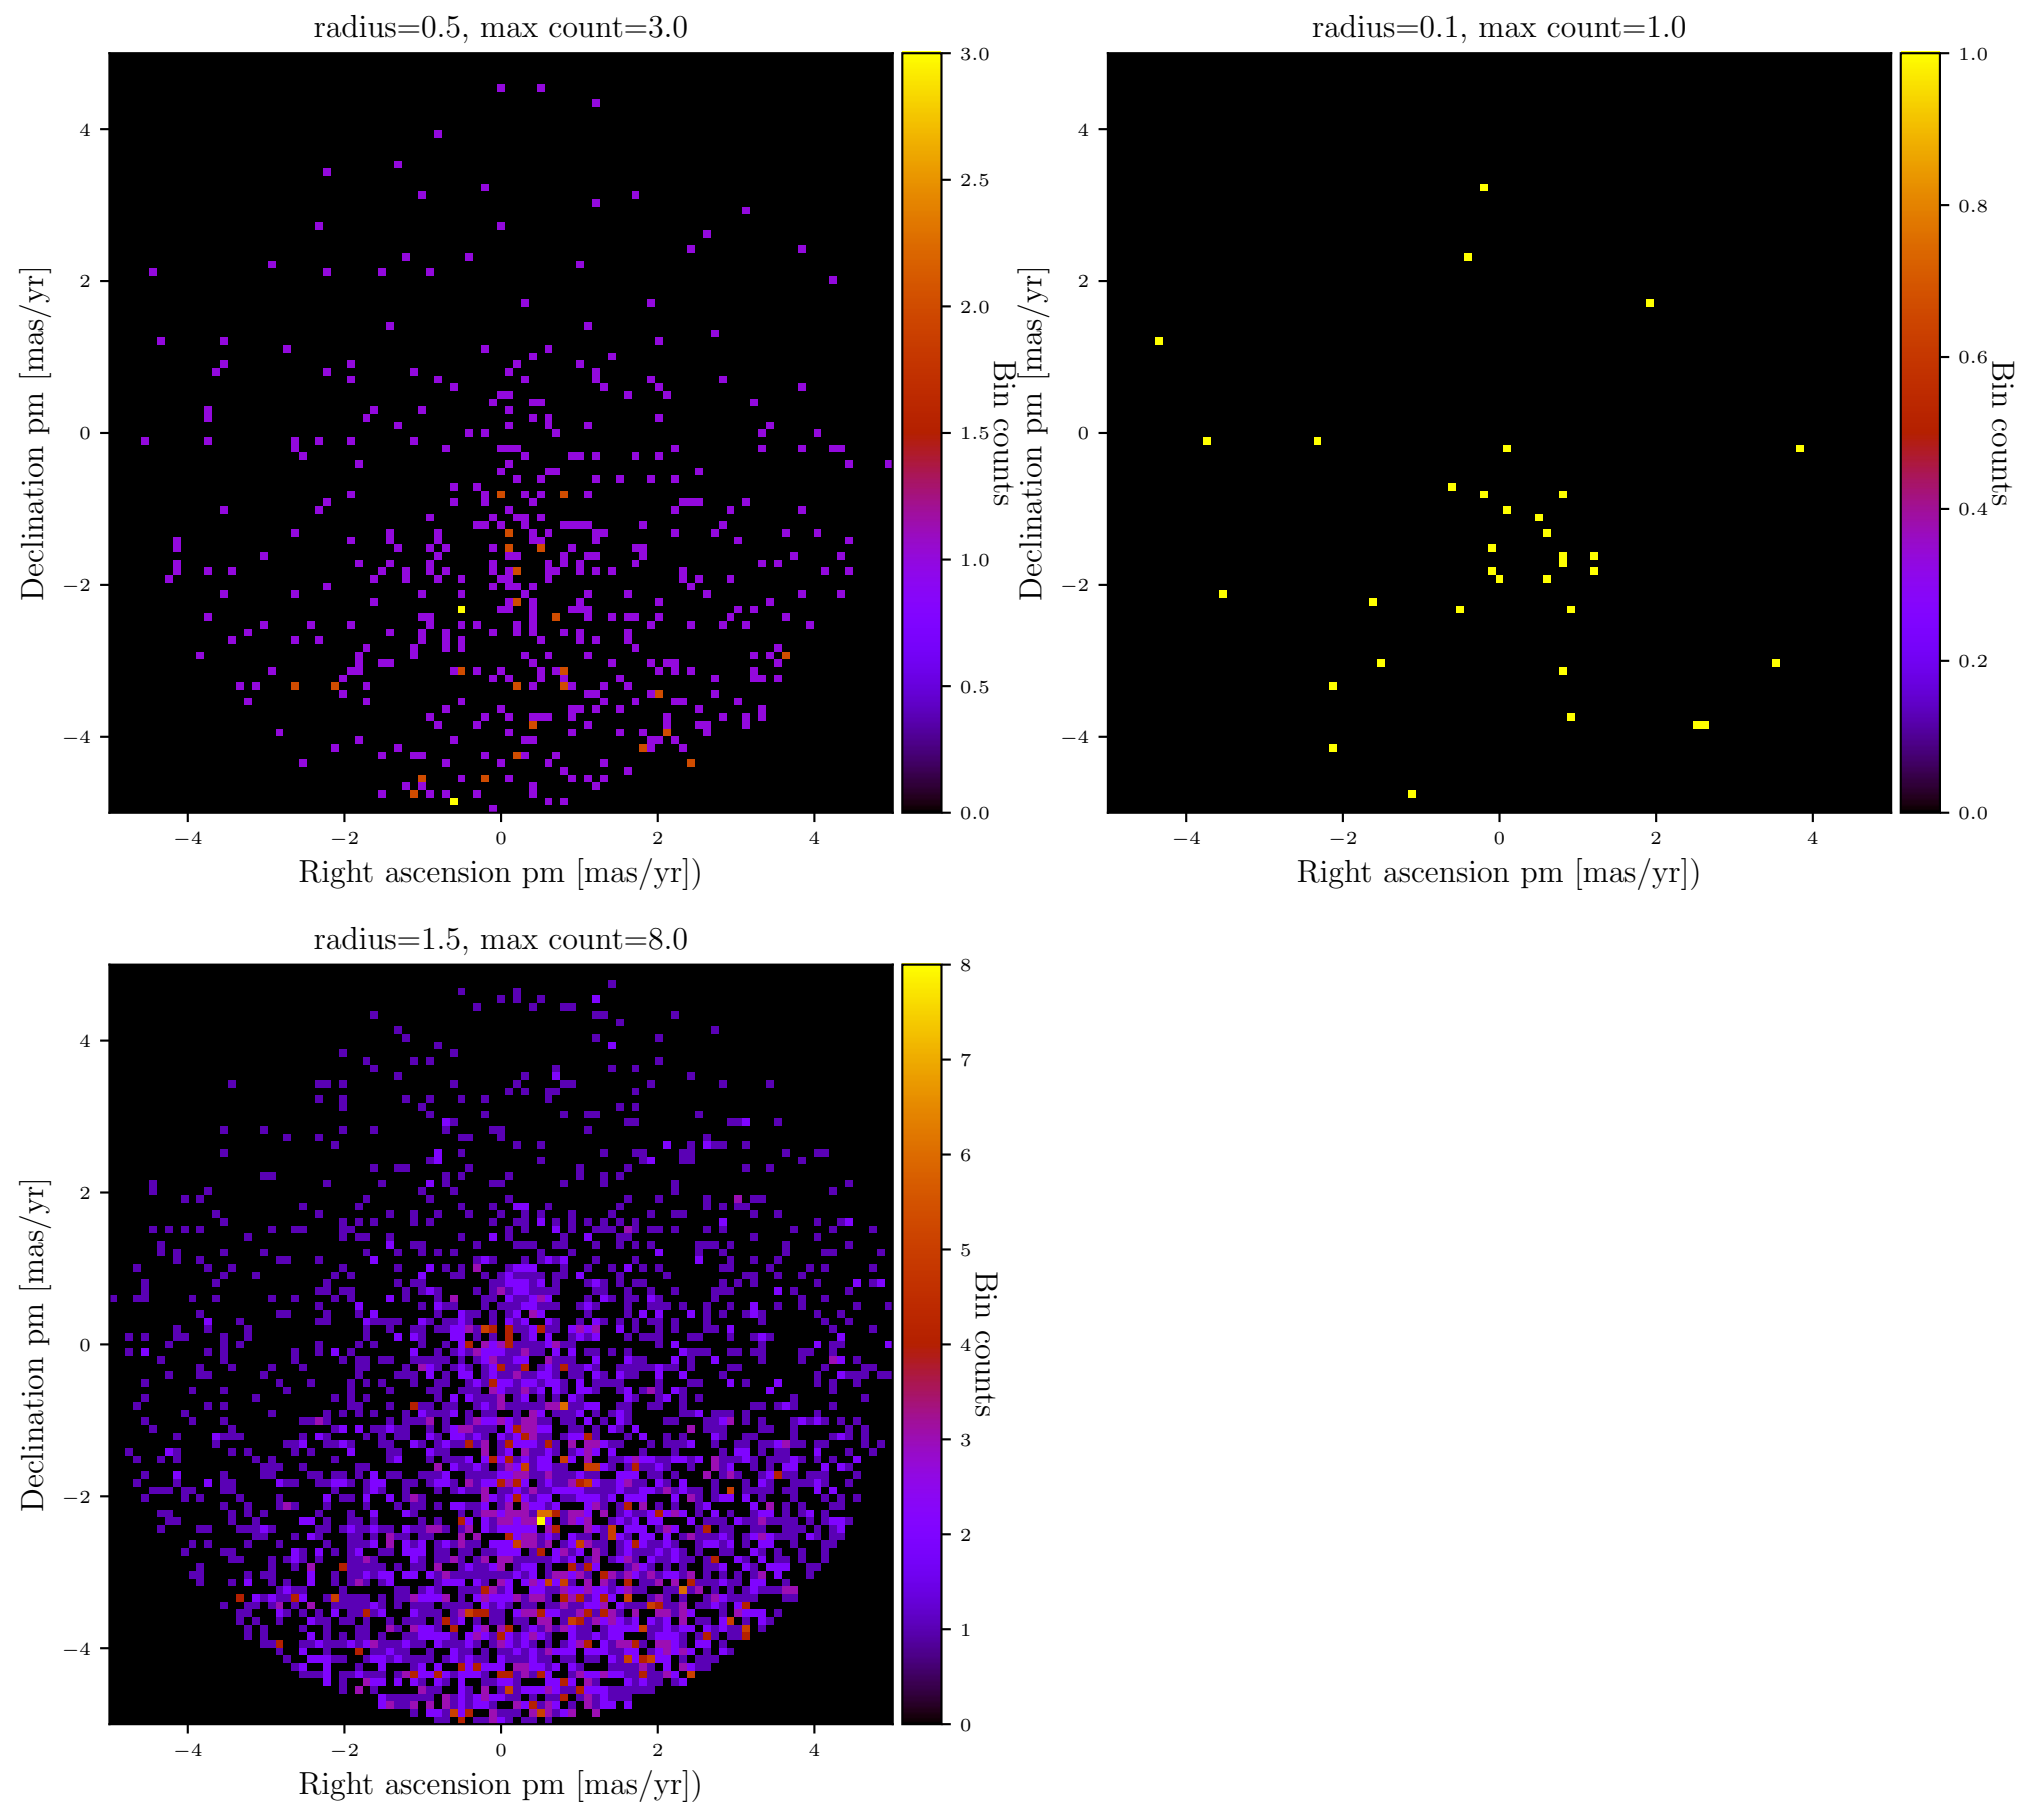 radius=0.5, max count=3.0
Declination pm [mas/yr]
4
2
0
−2
−4
−4 −2 0 2 4
Right ascension pm [mas/yr])
3.0
2.5
2.0
1.5
1.0
0.5
0.0
Bin counts
radius=0.1, max count=1.0
Declination pm [mas/yr]
4
2
0
−2
−4
−4 −2 0 2 4
Right ascension pm [mas/yr])
1.0
0.8
0.6
0.4
0.2
0.0
Bin counts
radius=1.5, max count=8.0
Declination pm [mas/yr]
4
2
0
−2
−4
−4 −2 0 2 4
Right ascension pm [mas/yr])
8
7
6
5
4
3
2
1
0
Bin counts